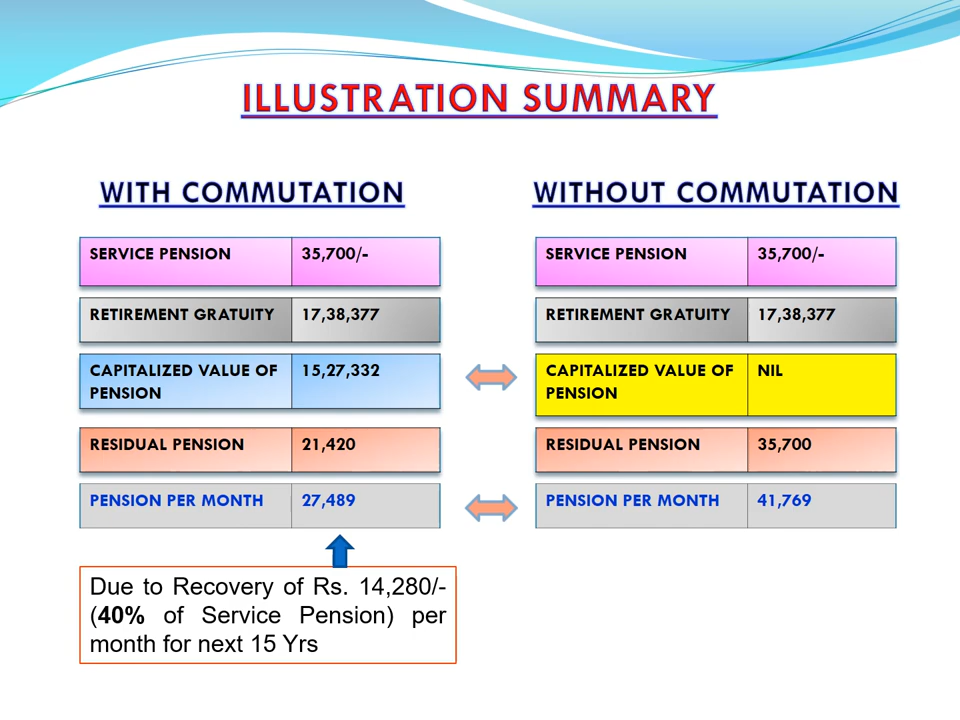 ILLUSTRATION SUMMARY
WITH COMMUTATION
SERVICE PENSION 35,700/-
RETIREMENT GRATUITY 17,38,377
CAPITALIZED VALUE OF 15,27,332
PENSION
RESIDUAL PENSION 21,420
PENSION PER MONTH 27,489
Due to Recovery of Rs. 14,280/-
(40% of Service Pension) per
month for next 15 Yrs
WITHOUT COMMUTATION
SERVICE PENSION 35,700/-
RETIREMENT GRATUITY 17,38,377
CAPITALIZED VALUE OF NIL
PENSION
RESIDUAL PENSION 35,700
PENSION PER MONTH 41,769